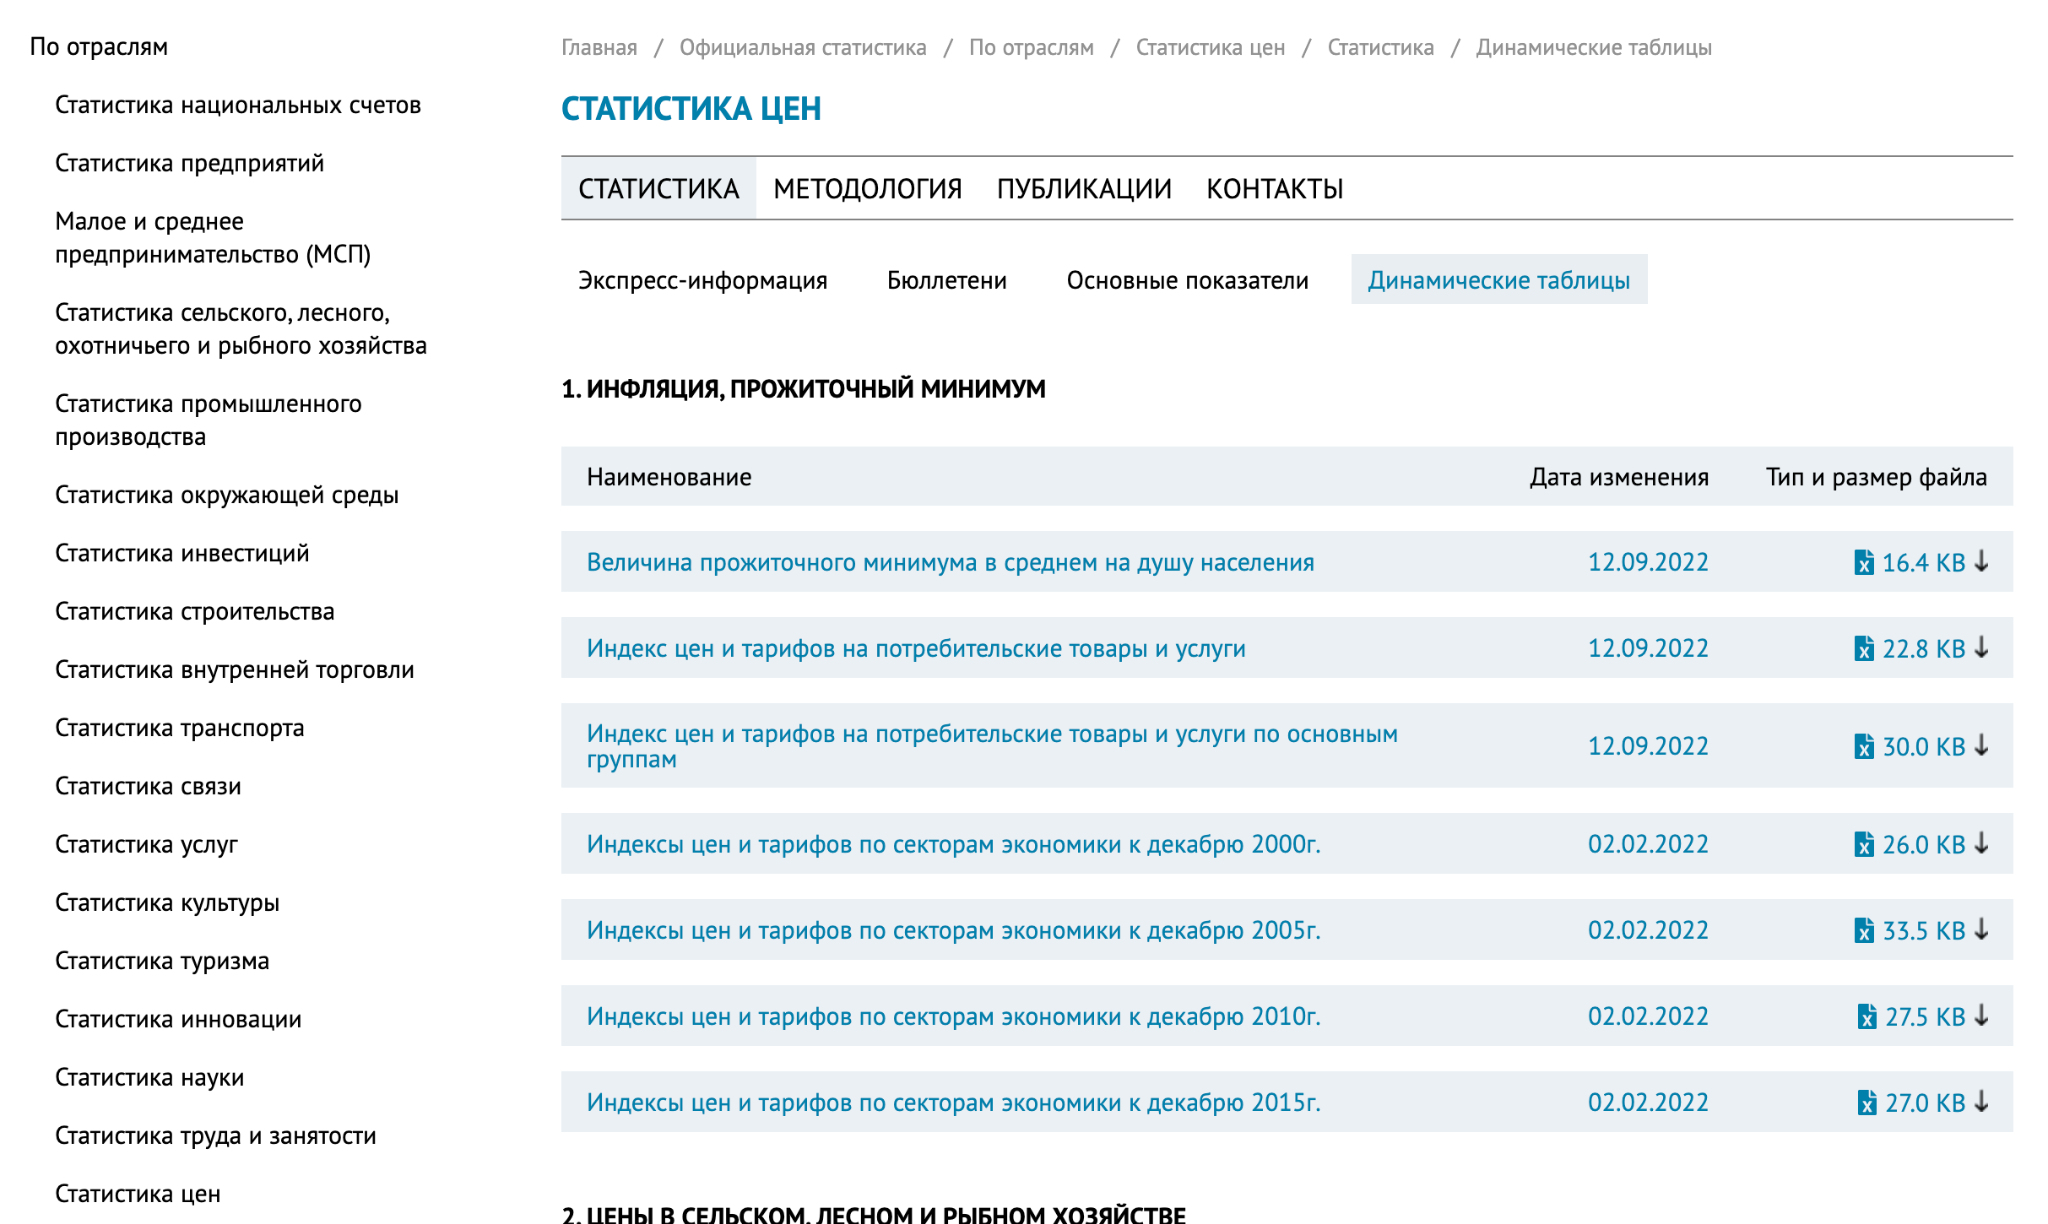 По отраслям
Статистика национальных счетов
Статистика предприятий
Малое и среднее
предпринимательство (МСП)
Статистика сельского, лесного,
охотничьего и рыбного хозяйства
Статистика промышленного
производства
Статистика окружающей среды
Статистика инвестиций
Статистика строительства
Статистика внутренней торговли
Статистика транспорта
Статистика связи
Статистика услуг
Статистика культуры
Статистика туризма
Статистика инновации
Статистика науки
Статистика труда и занятости
Статистика цен
Главная / Официальная статистика / По отраслям / Статистика цен / Статистика / Динамические таблицы
СТАТИСТИКА ЦЕН
СТАТИСТИКА МЕТОДОЛОГИЯ ПУБЛИКАЦИИ КОНТАКТЫ
Экспресс-информация Бюллетени Основные показатели Динамические таблицы
1. ИНФЛЯЦИЯ, ПРОЖИТОЧНЫЙ МИНИМУМ
Наименование Дата изменения Тип и размер файла
Величина прожиточного минимума в среднем на душу населения 12.09.2022 16.4 KB
Индекс цен и тарифов на потребительские товары и услуги 12.09.2022 22.8 KB
Индекс цен и тарифов на потребительские товары и услуги по основным
группам 12.09.2022 30.0 KB
Индексы цен и тарифов по секторам экономики к декабрю 2000г. 02.02.2022 26.0 KB
Индексы цен и тарифов по секторам экономики к декабрю 2005г. 02.02.2022 33.5 KB
Индексы цен и тарифов по секторам экономики к декабрю 2010г. 02.02.2022 27.5 KB
Индексы цен и тарифов по секторам экономики к декабрю 2015г. 02.02.2022 27.0 KB
2. ЦЕНЫ В СЕЛЬСКОМ, ЛЕСНОМ И РЫБНОМ ХОЗЯЙСТВЕ